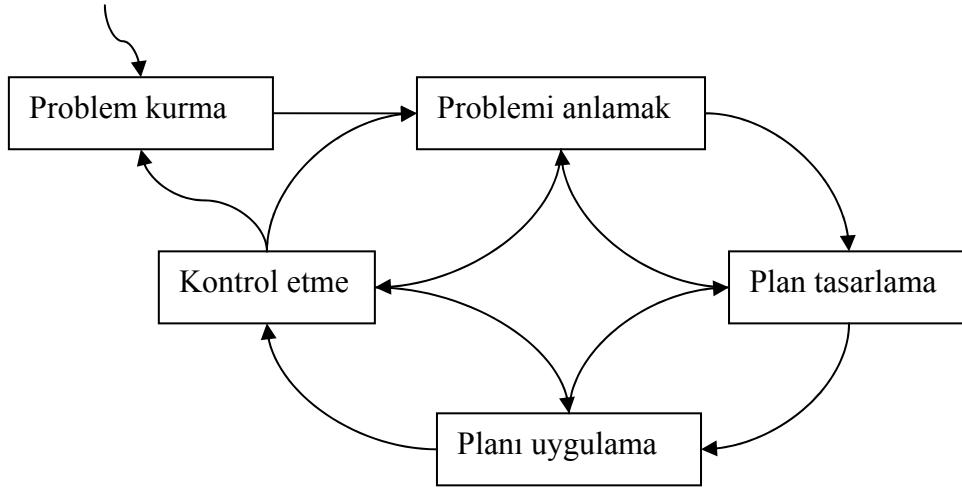 Problem kurma
Problemi anlamak
Kontrol etme
Plan tasarlama
Planı uygulama